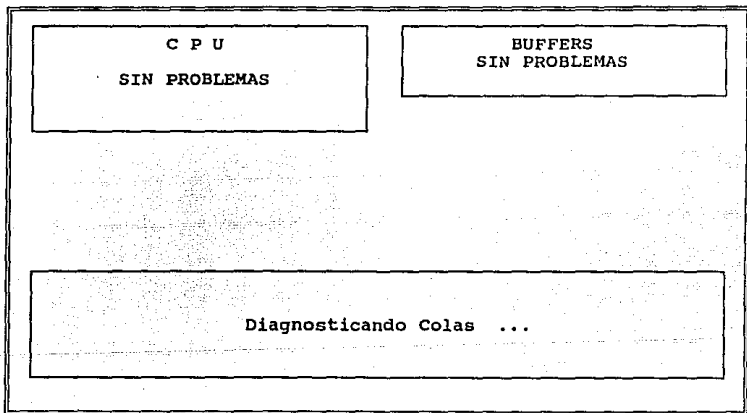 C P U
SIN PROBLEMAS
BUFFERS
SIN PROBLEMAS
Diagnosticando Colas ...